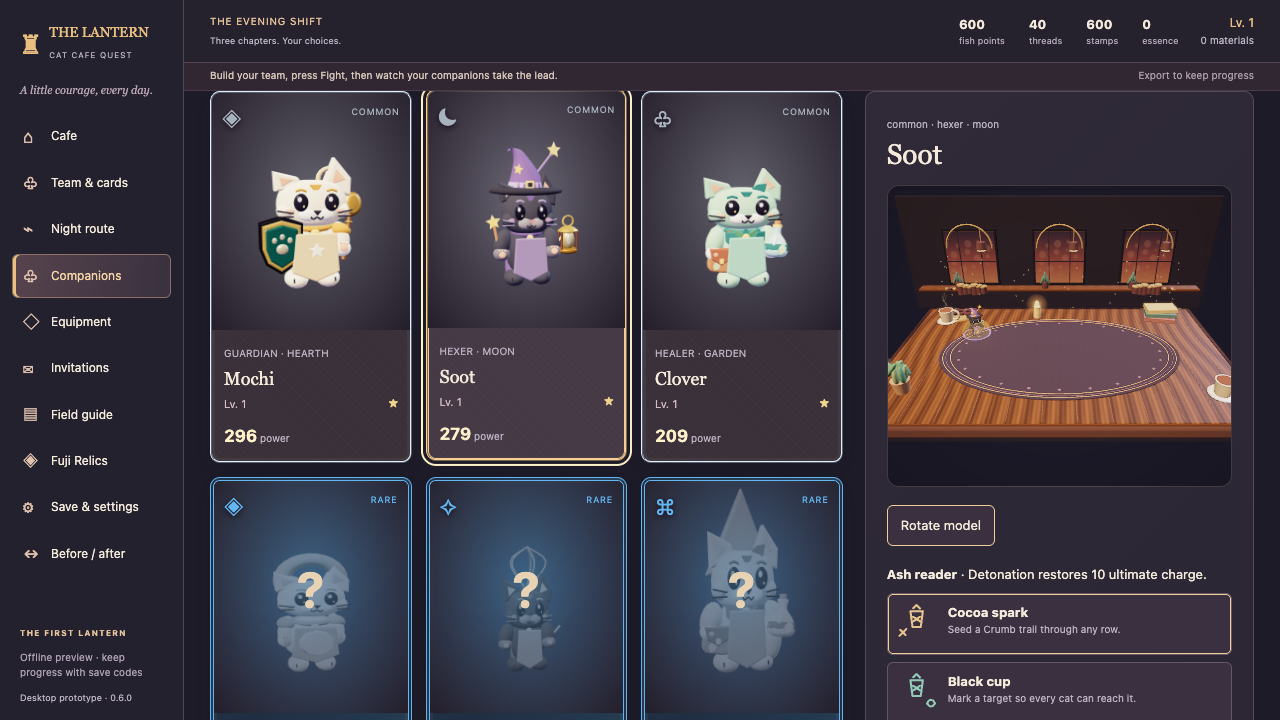 THE LANTERN
CAT CAFE QUEST
A little courage, every day.
Cafe
Team & cards
Night route
Companions
Equipment
Invitations
Field guide
Fuji Relics
Save & settings
Before / after
THE FIRST LANTERN
Offline preview · keep
progress with save codes
Desktop prototype · 0.6.0
THE EVENING SHIFT
Three chapters. Your choices.
600 fish points
40 threads
600 stamps
0 essence
Lv. 1
0 materials
Build your team, press Fight, then watch your companions take the lead.
Export to keep progress
COMMON
GUARDIAN · HEARTH
Mochi
Lv. 1
296 power
COMMON
HEXER · MOON
Soot
Lv. 1
279 power
COMMON
HEALER · GARDEN
Clover
Lv. 1
209 power
RARE
?
RARE
?
RARE
?
common · hexer · moon
Soot
Rotate model
Ash reader · Detonation restores 10 ultimate charge.
Cocoa spark
Seed a Crumb trail through any row.
Black cup
Mark a target so every cat can reach it.